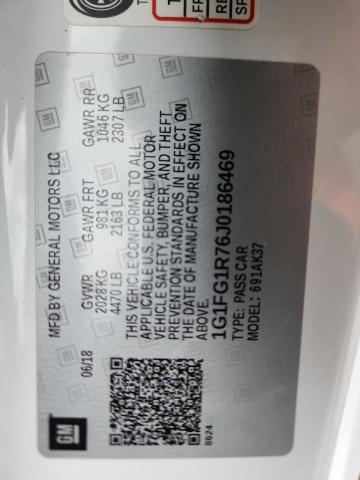 MFD BY GENERAL MOTORS LLC
06/18
GVWR GAWR FRT GAWR RR
2028 KG 981 KG 1046 KG
4470 LB 2163 LB 2307 LB
THIS VEHICLE CONFORMS TO ALL
APPLICABLE U.S. FEDERAL MOTOR
VEHICLE SAFETY, BUMPER, AND THEFT
PREVENTION STANDARDS IN EFFECT ON
THE DATE OF MANUFACTURE SHOWN
ABOVE.
1G1FG1R76J0186469
TYPE: PASS CAR
MODEL: 691AK37
GM
8624